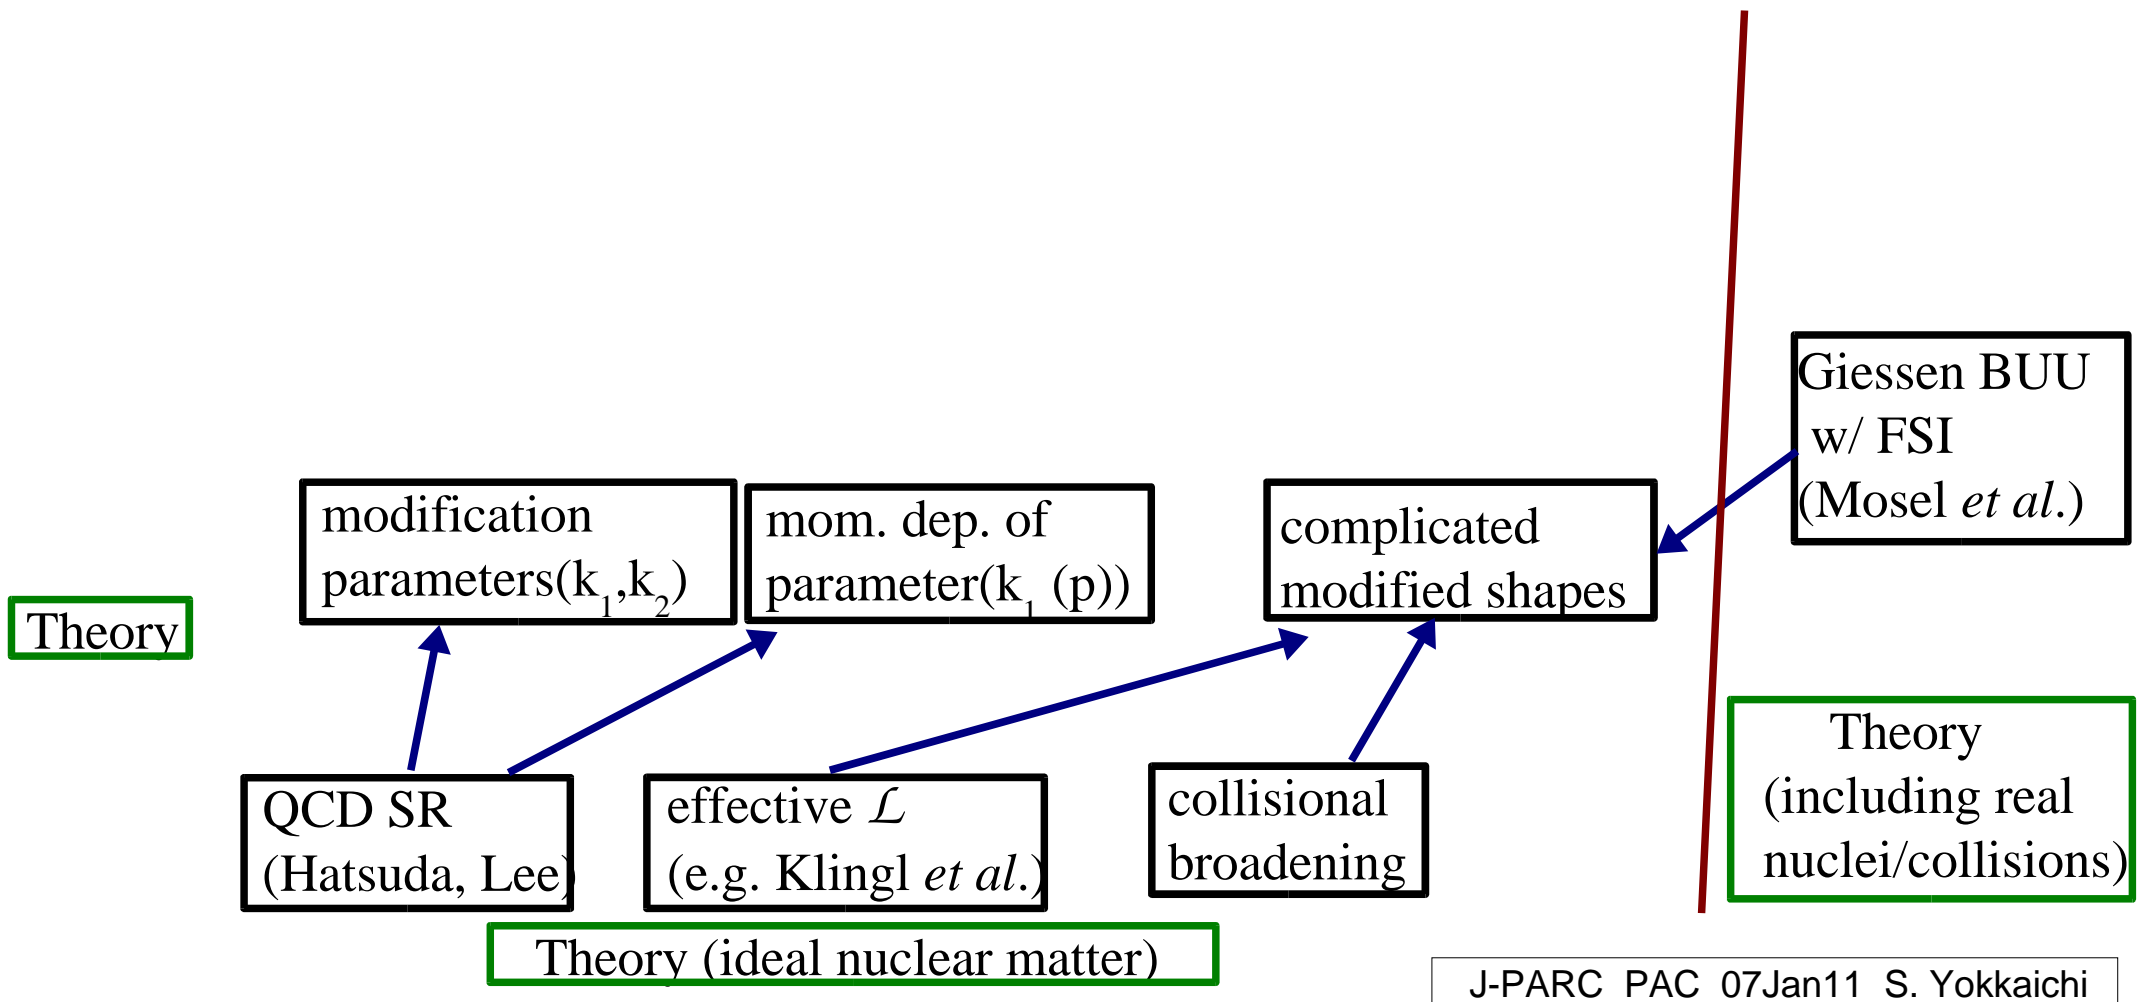 Giessen BUU
w/ FSI
(Mosel et al.)
modification
parameters(k₁,k₂)
mom. dep. of
parameter(k₁ (p))
complicated
modified shapes
Theory
Theory
(including real
nuclei/collisions)
QCD SR
(Hatsuda, Lee)
effective ℒ
(e.g. Klingl et al.)
collisional
broadening
Theory (ideal nuclear matter)
J-PARC PAC 07Jan11 S. Yokkaichi